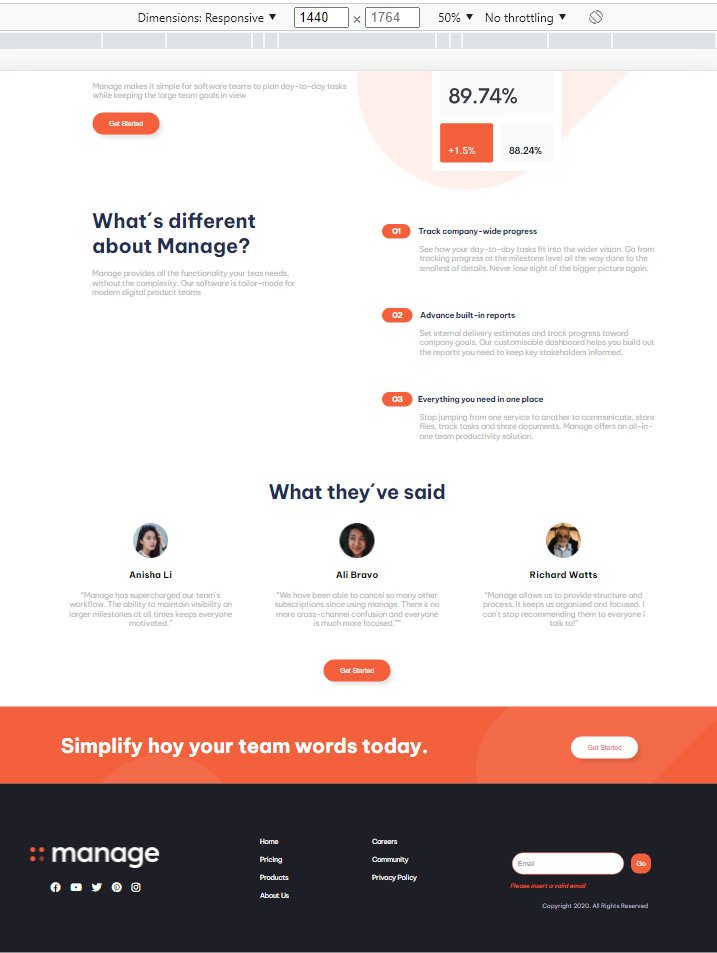 Dimensions: Responsive ▼ 1440 × 1764 50% ▼ No throttling ▼
Manage makes it simple for software teams to plan day-to-day tasks
while keeping the large team goals in view
Get Started
89.74%
+1.5% 88.24%
What´s different
about Manage?
Manage provides all the functionality your teas needs,
without the complexity. Our software is tailor-made for
modern digital product teams
01 Track company-wide progress
See how your day-to-day tasks fit into the wider vision. Go from
tracking progress at the milestone level all the way done to the
smallest of details. Never lose sight of the bigger picture again.
02 Advance built-in reports
Set internal delivery estimates and track progress toward
company goals. Our customisable dashboard helps you build out
the reports you need to keep key stakeholders informed.
03 Everything you need in one place
Stop jumping from one service to another to communicate, store
files, track tasks and share documents. Manage offers an all-in-
one team productivity solution.
What they´ve said
Anisha Li
"Manage has supercharged our team's
workflow. The ability to maintain visibility on
larger milestones at all times keeps everyone
motivated."
Ali Bravo
"We have been able to cancel so many other
subscriptions since using manage. There ir no
more cross-channel confusion and everyone
is much more focused.""
Richard Watts
"Manage allows us to provide structure and
process. It keeps us organized and focused. I
can't stop recommending them to everyone i
talk to!"
Get Started
Simplify hoy your team words today.
Get Started
manage
Home
Pricing
Products
About Us
Careers
Community
Privacy Policy
Email Go
Please insert a valid email
Copyright 2020. All Rights Reserved